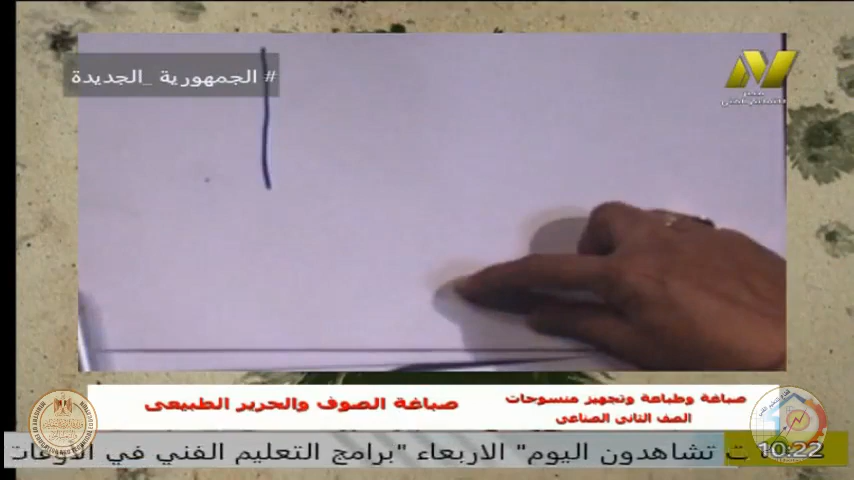 # الجمهورية _الجديدة
مصر
صباغة وطباعة وتجهيز منسوجات
الصف الثانى الصناعى
صباغة الصوف والحرير الطبيعى
تشاهدون اليوم" الاربعاء "برامج التعليم الفني في
10:22